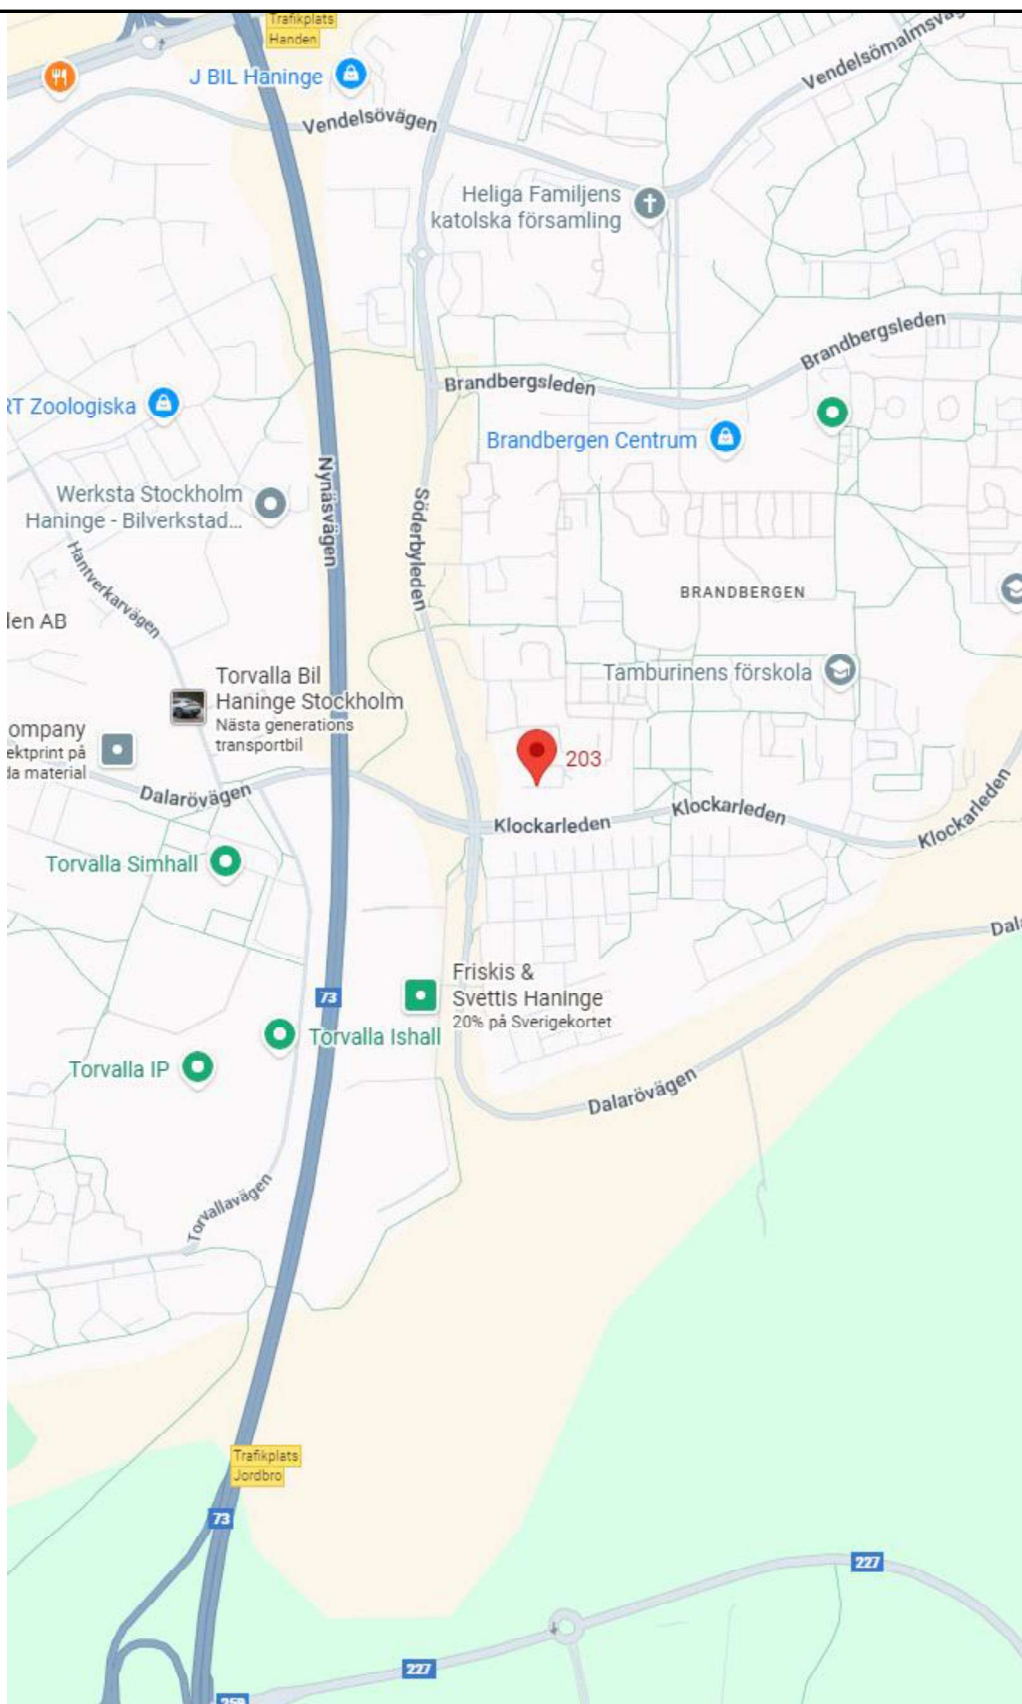 Trafikplats
Handen
J BIL Haninge
Vendelsövägen
Vendelsömalmsväg
Heliga Familjens
katolska församling
Brandbergsleden
Brandbergsleden
RT Zoologiska
Brandbergen Centrum
Werksta Stockholm
Haninge - Bilverkstad...
Nynäsvägen
Söderbyleden
Hantverkarvägen
BRANDBERGEN
len AB
Tamburinens förskola
Torvalla Bil
Haninge Stockholm
Nästa generations
transportbil
ompany
ektprint på
da material
203
Dalarövägen
Klockarleden
Klockarleden
Klockarleden
Torvalla Simhall
Dala
Friskis &
Svettis Haninge
20% på Sverigekortet
73
Torvalla Ishall
Torvalla IP
Dalarövägen
Torvallavägen
Trafikplats
Jordbro
73
227
227
259